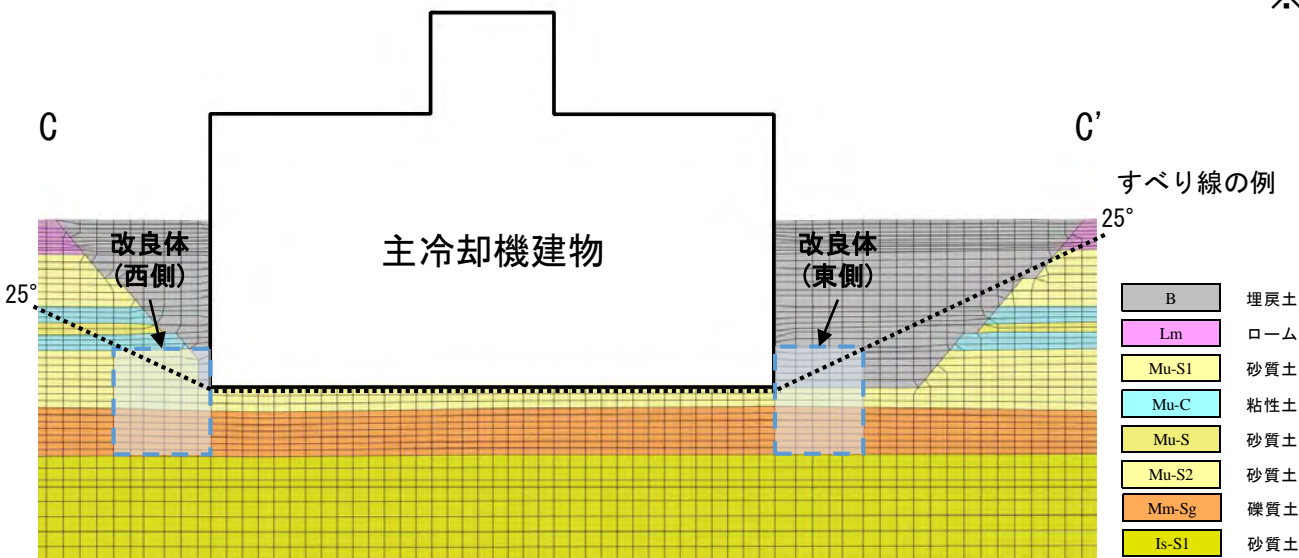 ※
C
C'
すべり線の例
25°
主冷却機建物
改良体
(西側)
改良体
(東側)
25°
B 埋戻土
Lm ローム
Mu-S1 砂質土
Mu-C 粘性土
Mu-S 砂質土
Mu-S2 砂質土
Mm-Sg 礫質土
Is-S1 砂質土